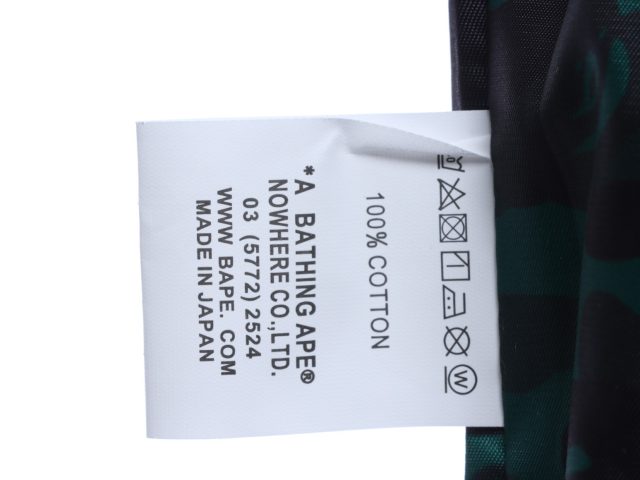 100% COTTON
*A BATHING APE®
NOWHERE CO.,LTD.
03 (5772) 2524
WWW. BAPE. COM
MADE IN JAPAN